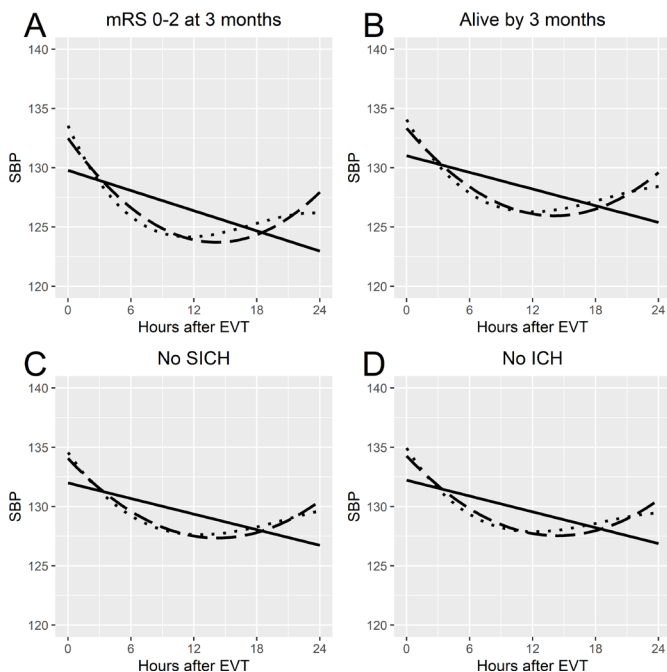 A
mRS 0-2 at 3 months
140
135
130
125
120
SBP
0 6 12 18 24
Hours after EVT
B
Alive by 3 months
140
135
130
125
120
SBP
0 6 12 18 24
Hours after EVT
C
No SICH
140
135
130
125
120
SBP
0 6 12 18 24
Hours after EVT
D
No ICH
140
135
130
125
120
SBP
0 6 12 18 24
Hours after EVT